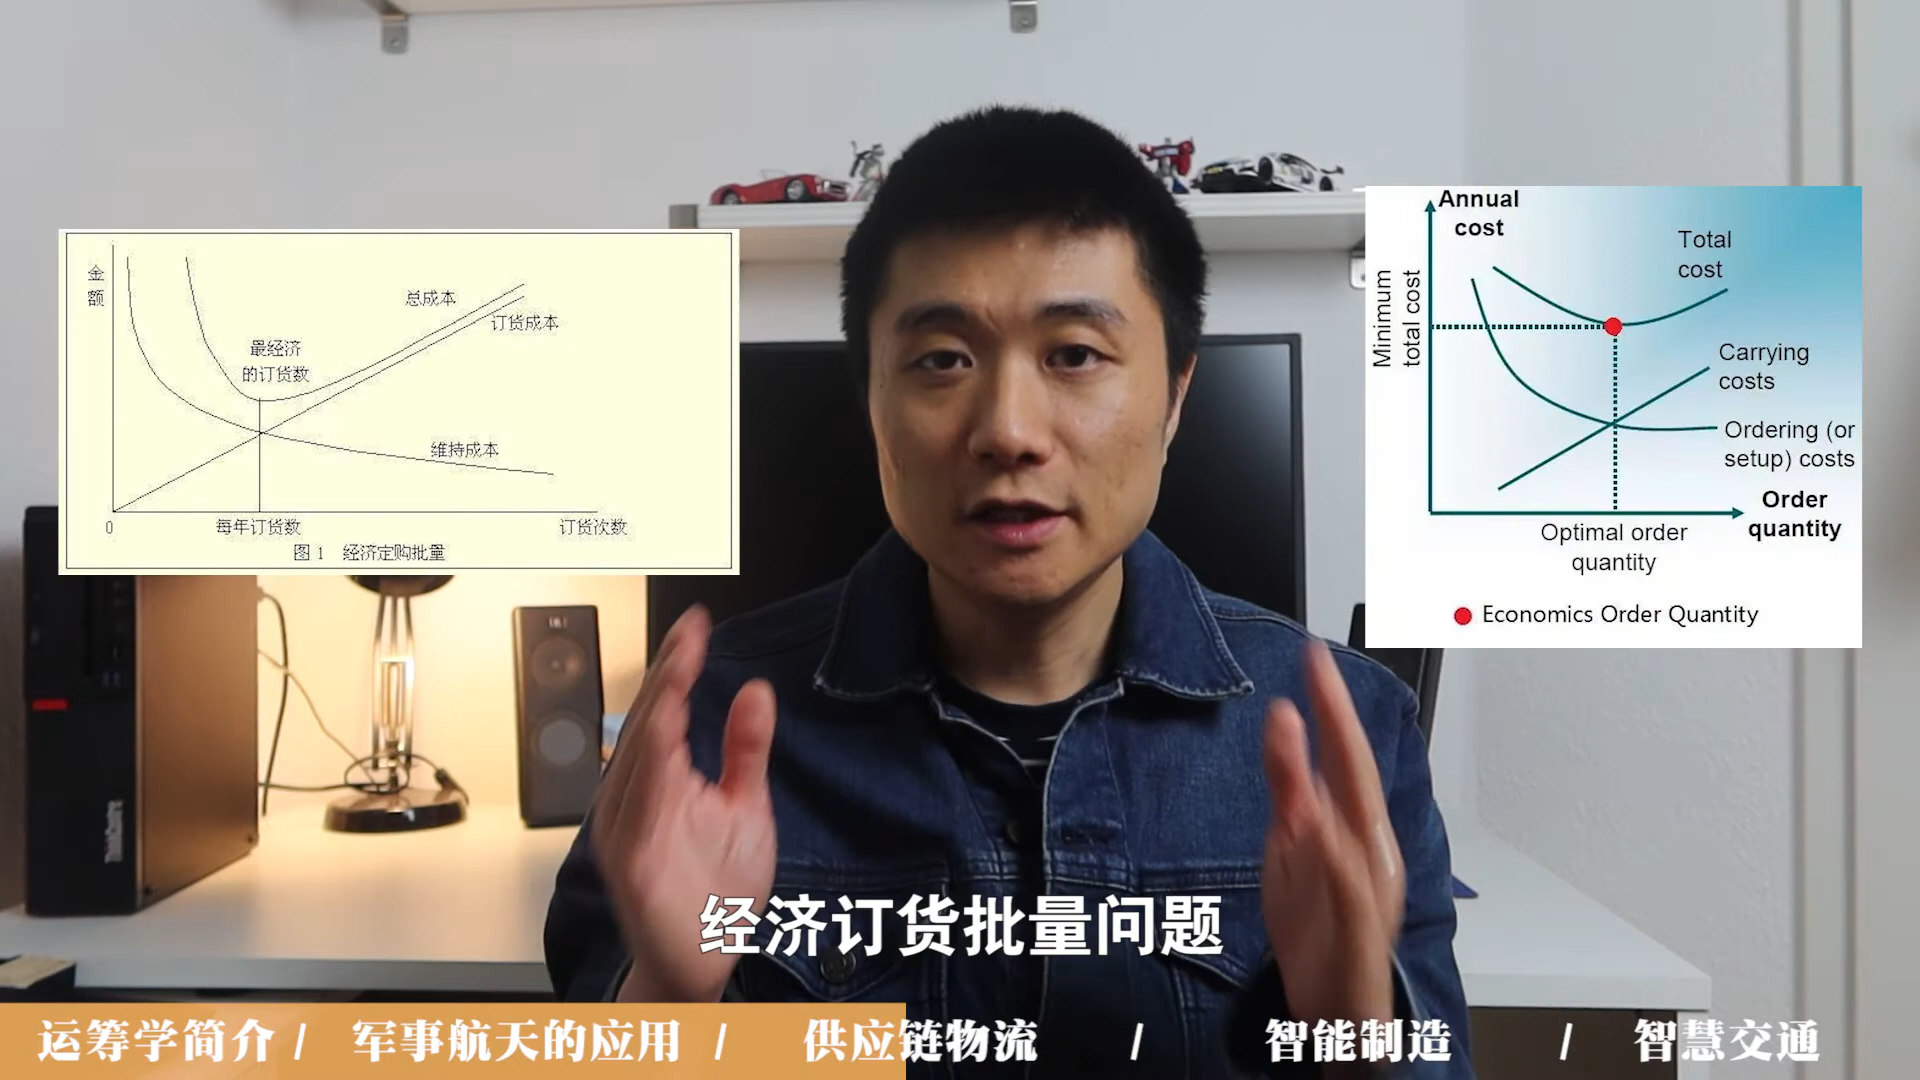 金
额
总成本
订货成本
最经济
的订货数
维持成本
0
每年订货数
订货次数
图 1 经济定购批量
Annual
cost
Minimum
total cost
Total
cost
Carrying
costs
Ordering (or
setup) costs
Order
quantity
Optimal order
quantity
Economics Order Quantity
ThinkCentre
经济订货批量问题
运筹学简介 / 军事航天的应用 / 供应链物流 / 智能制造 / 智慧交通